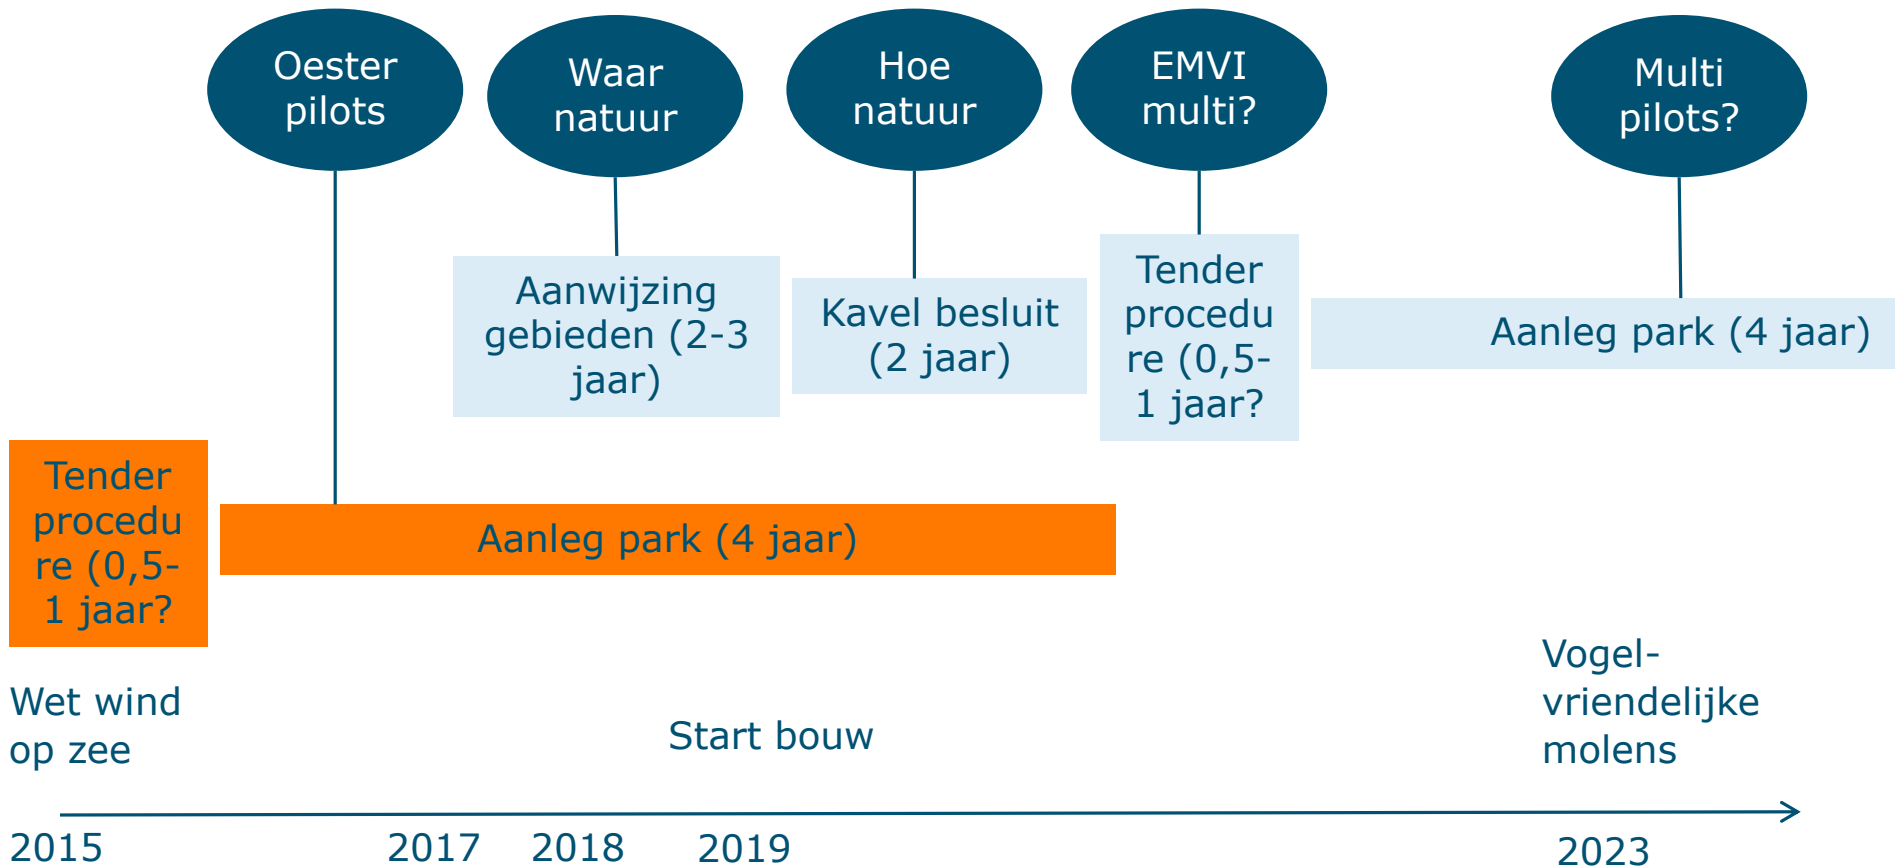 Oester
pilots
Waar
natuur
Hoe
natuur
EMVI
multi?
Multi
pilots?
Aanwijzing
gebieden (2-3
jaar)
Kavel besluit
(2 jaar)
Tender
procedu
re (0,5-
1 jaar?
Aanleg park (4 jaar)
Tender
procedu
re (0,5-
1 jaar?
Aanleg park (4 jaar)
Wet wind
op zee
Start bouw
Vogel-
vriendelijke
molens
2015
2017
2018
2019
2023